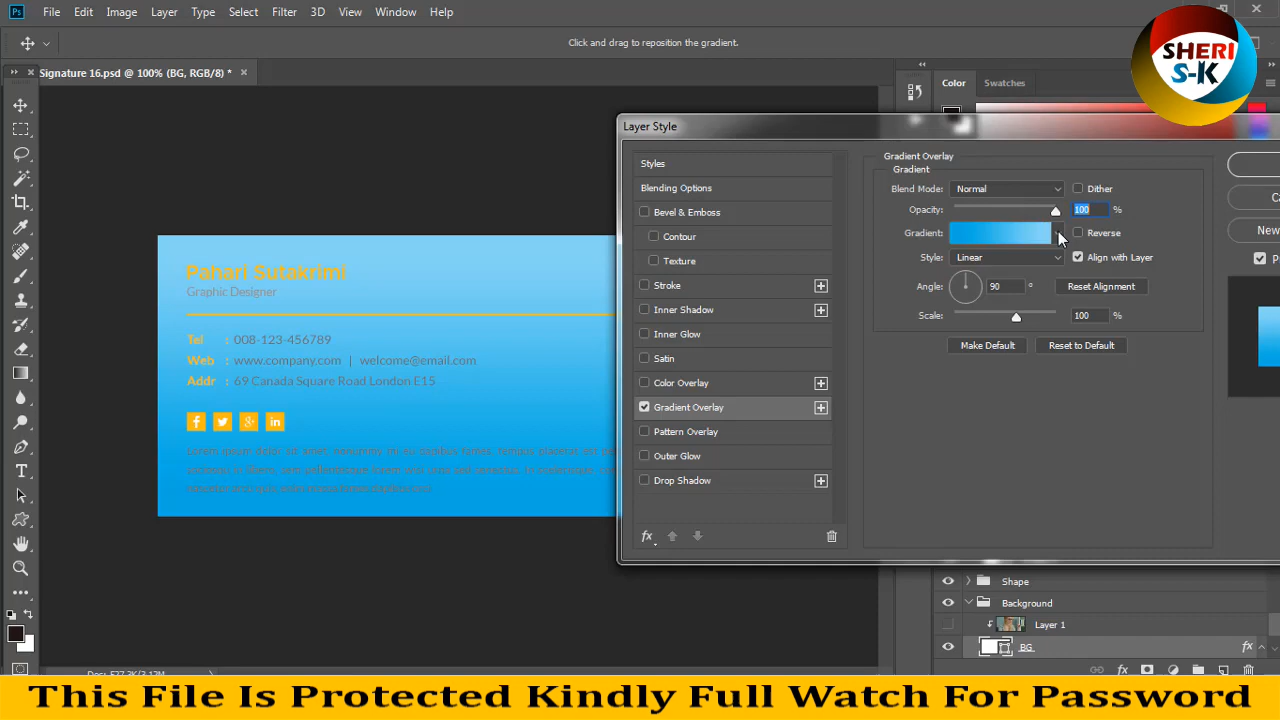 Ps File Edit Image Layer Type Select Filter 3D View Window Help
Click and drag to reposition the gradient.
SHERI
S-K
Signature 16.psd @ 100% (BG, RGB/8) *
Color Swatches
Layer Style
Styles
Blending Options
Bevel & Emboss
Contour
Texture
Stroke
Inner Shadow
Inner Glow
Satin
Color Overlay
Gradient Overlay
Pattern Overlay
Outer Glow
Drop Shadow
fx
Gradient Overlay
Gradient
Blend Mode: Normal Dither
Opacity: 100 %
Gradient: Reverse
Style: Linear Align with Layer
Angle: 90 ° Reset Alignment
Scale: 100 %
Make Default Reset to Default
Ca
New
P
Pahari Sutakrimi
Graphic Designer
Tel : 008-123-456789
Web : www.company.com | welcome@email.com
Addr : 69 Canada Square Road London E15
Shape
Background
Layer 1
BG fx
fx
This File Is Protected Kindly Full Watch For Password